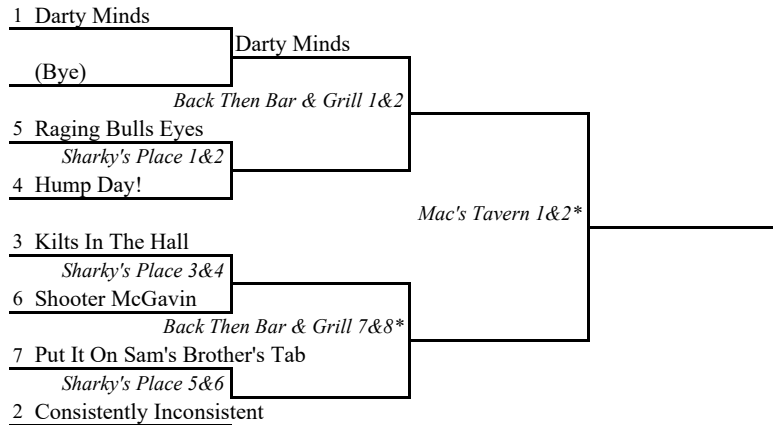 1 Darty Minds
Darty Minds
(Bye)
Back Then Bar & Grill 1&2
5 Raging Bulls Eyes
Sharky's Place 1&2
4 Hump Day!
Mac's Tavern 1&2*
3 Kilts In The Hall
Sharky's Place 3&4
6 Shooter McGavin
Back Then Bar & Grill 7&8*
7 Put It On Sam's Brother's Tab
Sharky's Place 5&6
2 Consistently Inconsistent